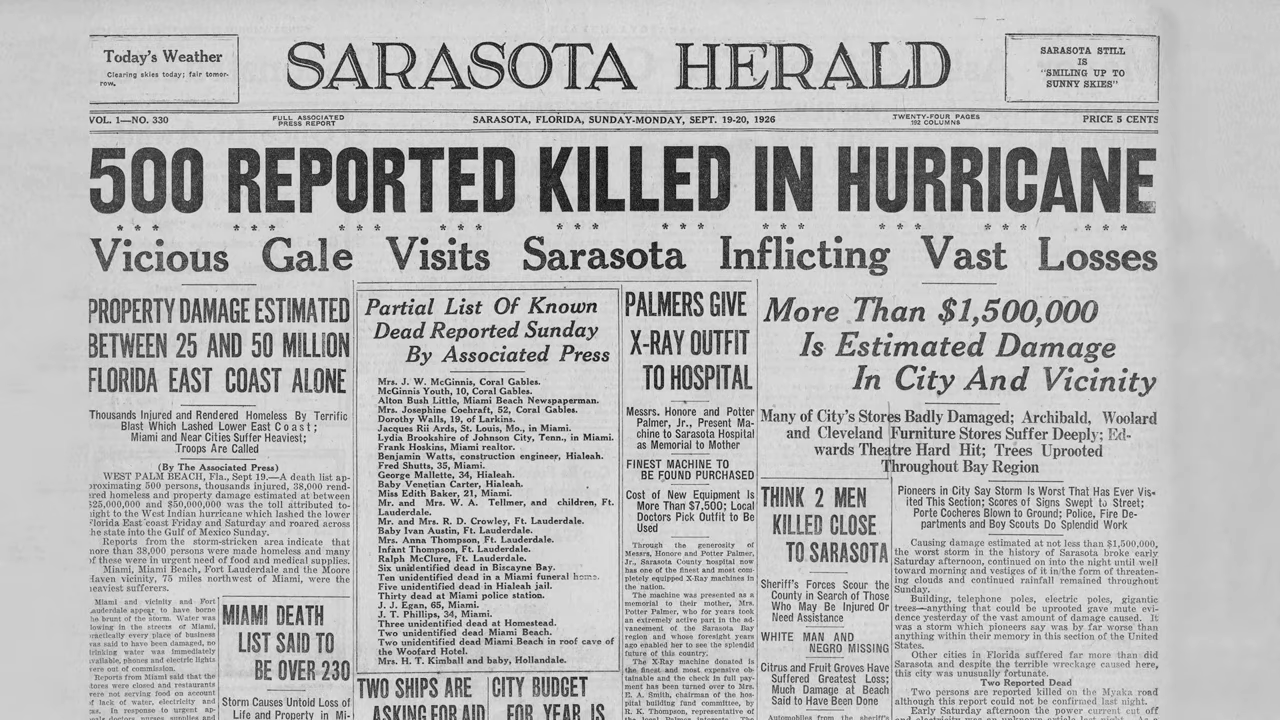 Today's Weather
Clearing skies today; fair tomor-
row.
SARASOTA HERALD
SARASOTA STILL
IS
"SMILING UP TO
SUNNY SKIES"
VOL. 1—NO. 330
FULL ASSOCIATED
PRESS REPORT
SARASOTA, FLORIDA, SUNDAY-MONDAY, SEPT. 19-20, 1926
TWENTY-FOUR PAGES
192 COLUMNS
PRICE 5 CENTS
500 REPORTED KILLED IN HURRICANE
* * * * * * * * * * * * * * * * * * * * * * * * * * * * * *
Vicious Gale Visits Sarasota Inflicting Vast Losses
PROPERTY DAMAGE ESTIMATED
BETWEEN 25 AND 50 MILLION
FLORIDA EAST COAST ALONE
Thousands Injured and Rendered Homeless By Terrific
Blast Which Lashed Lower East Coast;
Miami and Near Cities Suffer Heaviest;
Troops Are Called
(By The Associated Press)
WEST PALM BEACH, Fla., Sept 19.—A death list ap-
proximating 500 persons, thousands injured, 38,000 rend-
ered homeless and property damage estimated at between
$25,000,000 and $50,000,000 was the toll attributed to-
night to the West Indian hurricane which lashed the lower
Florida East coast Friday and Saturday and roared across
the state into the Gulf of Mexico Sunday.
Reports from the storm-stricken area indicate that
more than 38,000 persons were made homeless and many
of these were in urgent need of food and medical supplies.
Miami, Miami Beach, Fort Lauderdale and the Moore
Haven vicinity, 75 miles northwest of Miami, were the
heaviest sufferers.
Miami and vicinity and Fort
Lauderdale appear to have borne
the brunt of the storm. Water was
flowing in the streets of Miami,
practically every place of business
was said to have been damaged, no
drinking water was immediately
available, phones and electric lights
were out of commission.
Reports from Miami said that the
stores were closed and restaurants
were not serving food on account
of lack of water, electricity and
gas. In response to urgent ap-
peals doctors, nurses, supplies and
MIAMI DEATH
LIST SAID TO
BE OVER 230
Storm Causes Untold Loss of
Life and Property in Mi-
Partial List Of Known
Dead Reported Sunday
By Associated Press
Mrs. J. W. McGinnis, Coral Gables.
McGinnis Youth, 10, Coral Gables.
Alton Bush Little, Miami Beach Newspaperman.
Mrs. Josephine Cochraft, 52, Coral Gables.
Dorothy Walls, 19, of Larkins.
Jacques Rii Ards, St. Louis, Mo., in Miami.
Lydia Brookshire of Johnson City, Tenn., in Miami.
Frank Hoskins, Miami realtor.
Benjamin Watts, construction engineer, Hialeah.
Fred Shutts, 35, Miami.
George Mallette, 34, Hialeah.
Baby Venetian Carter, Hialeah.
Miss Edith Baker, 21, Miami.
Mr. and Mrs. W. A. Tellmer, and children, Ft.
Lauderdale.
Mr. and Mrs. R. D. Crowley, Ft. Lauderdale.
Baby Ivan Austin, Ft. Lauderdale.
Mrs. Anna Thompson, Ft. Lauderdale.
Infant Thompson, Ft. Lauderdale.
Ralph McClure, Ft. Lauderdale.
Six unidentified dead in Biscayne Bay.
Ten unidentified dead in a Miami funeral home.
Five unidentified dead in Hialeah jail.
Thirty dead at Miami police station.
J. J. Egan, 65, Miami.
J. T. Phillips, 34, Miami.
Three unidentified dead at Homestead.
Two unidentified dead Miami Beach.
Two unidentified dead Miami Beach in roof cave of
the Woofard Hotel.
Mrs. H. T. Kimball and baby, Hollandale.
TWO SHIPS ARE
ASKING FOR AID
CITY BUDGET
FOR YEAR IS
PALMERS GIVE
X-RAY OUTFIT
TO HOSPITAL
Messrs. Honore and Potter
Palmer, Jr., Present Ma-
chine to Sarasota Hospital
as Memorial to Mother
FINEST MACHINE TO
BE FOUND PURCHASED
Cost of New Equipment Is
More Than $7,500; Local
Doctors Pick Outfit to Be
Used
Through the generosity of
Messrs, Honore and Potter Palmer,
Jr., Sarasota county hospital now
has one of the finest and most com-
pletely equipped X-Ray machines in
the nation.
The machine was presented as a
memorial to their mother, Mrs.
Potter Palmer, who for years took
an extremely active part in the ad-
vancement of the Sarasota Bay
region and whose foresight years
ago enabled her to see the splendid
future of this country.
The X-Ray machine donated is
the finest and most expensive ob-
tainable and the check in full pay-
ment has been turned over to Mrs.
E. A. Smith, chairman of the hos-
pital building fund committee, by
R. K. Thompson, representative of
the local Palmer interests. The
More Than $1,500,000
Is Estimated Damage
In City And Vicinity
Many of City's Stores Badly Damaged; Archibald, Woolard
and Cleveland Furniture Stores Suffer Deeply; Ed-
wards Theatre Hard Hit; Trees Uprooted
Throughout Bay Region
THINK 2 MEN
KILLED CLOSE
TO SARASOTA
Sheriff's Forces Scour the
County in Search of Those
Who May Be Injured Or
Need Assistance
WHITE MAN AND
NEGRO MISSING
Citrus and Fruit Groves Have
Suffered Greatest Loss;
Much Damage at Beach
Said to Have Been Done
Automobiles from the sheriff's
Pioneers in City Say Storm Is Worst That Has Ever Vis-
ited This Section; Scores of Signs Swept to Street;
Porte Cocheres Blown to Ground; Police, Fire De-
partments and Boy Scouts Do Splendid Work
Causing damage estimated at not less than $1,500,000,
the worst storm in the history of Sarasota broke early
Saturday afternoon, continued on into the night until well
toward morning and vestiges of it in the form of threaten-
ing clouds and continued rainfall remained throughout
Sunday.
Building, telephone poles, electric poles, gigantic
trees—anything that could be uprooted gave mute evi-
dence yesterday of the vast amount of damage caused. It
was a storm which pioneers say was by far worse than
anything within their memory in this section of the United
States.
Other cities in Florida suffered far more than did
Sarasota and despite the terrible wreckage caused here,
this city was unusually fortunate.
Two Reported Dead
Two persons are reported killed on the Myaka road
although this report could not be confirmed last night.
Early Saturday afternoon the power current cut off